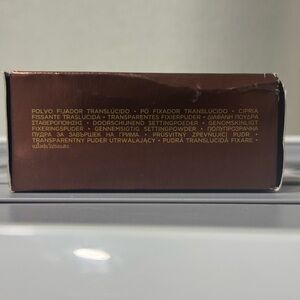 POLVO FIJADOR TRANSLÚCIDO • PÓ FIXADOR TRANSLÚCIDO • CIPRIA
FISSANTE TRASLUCIDA • TRANSPARENTES FIXIERPUDER • ΔΙΑΦΑΝΗ ΠΟΥΔΡΑ
ΣΤΑΘΕΡΟΠΟΙΗΣΗΣ • DOORSCHIJNEND SETTINGPOEDER • GENOMSKINLIGT
FIXERINGSPUDER • GENNEMSIGTIG SETTINGPOWDER • ПОЛУПРОЗРАЧНА
ПУДРА ЗА ЗАВЪРШЕК НА ГРИМА • PRŮSVITNÝ ZPEVŇUJÍCÍ PUDR •
TRANSPARENTNY PUDER UTRWALAJĄCY • PUDRĂ TRANSLUCIDĂ FIXARE •